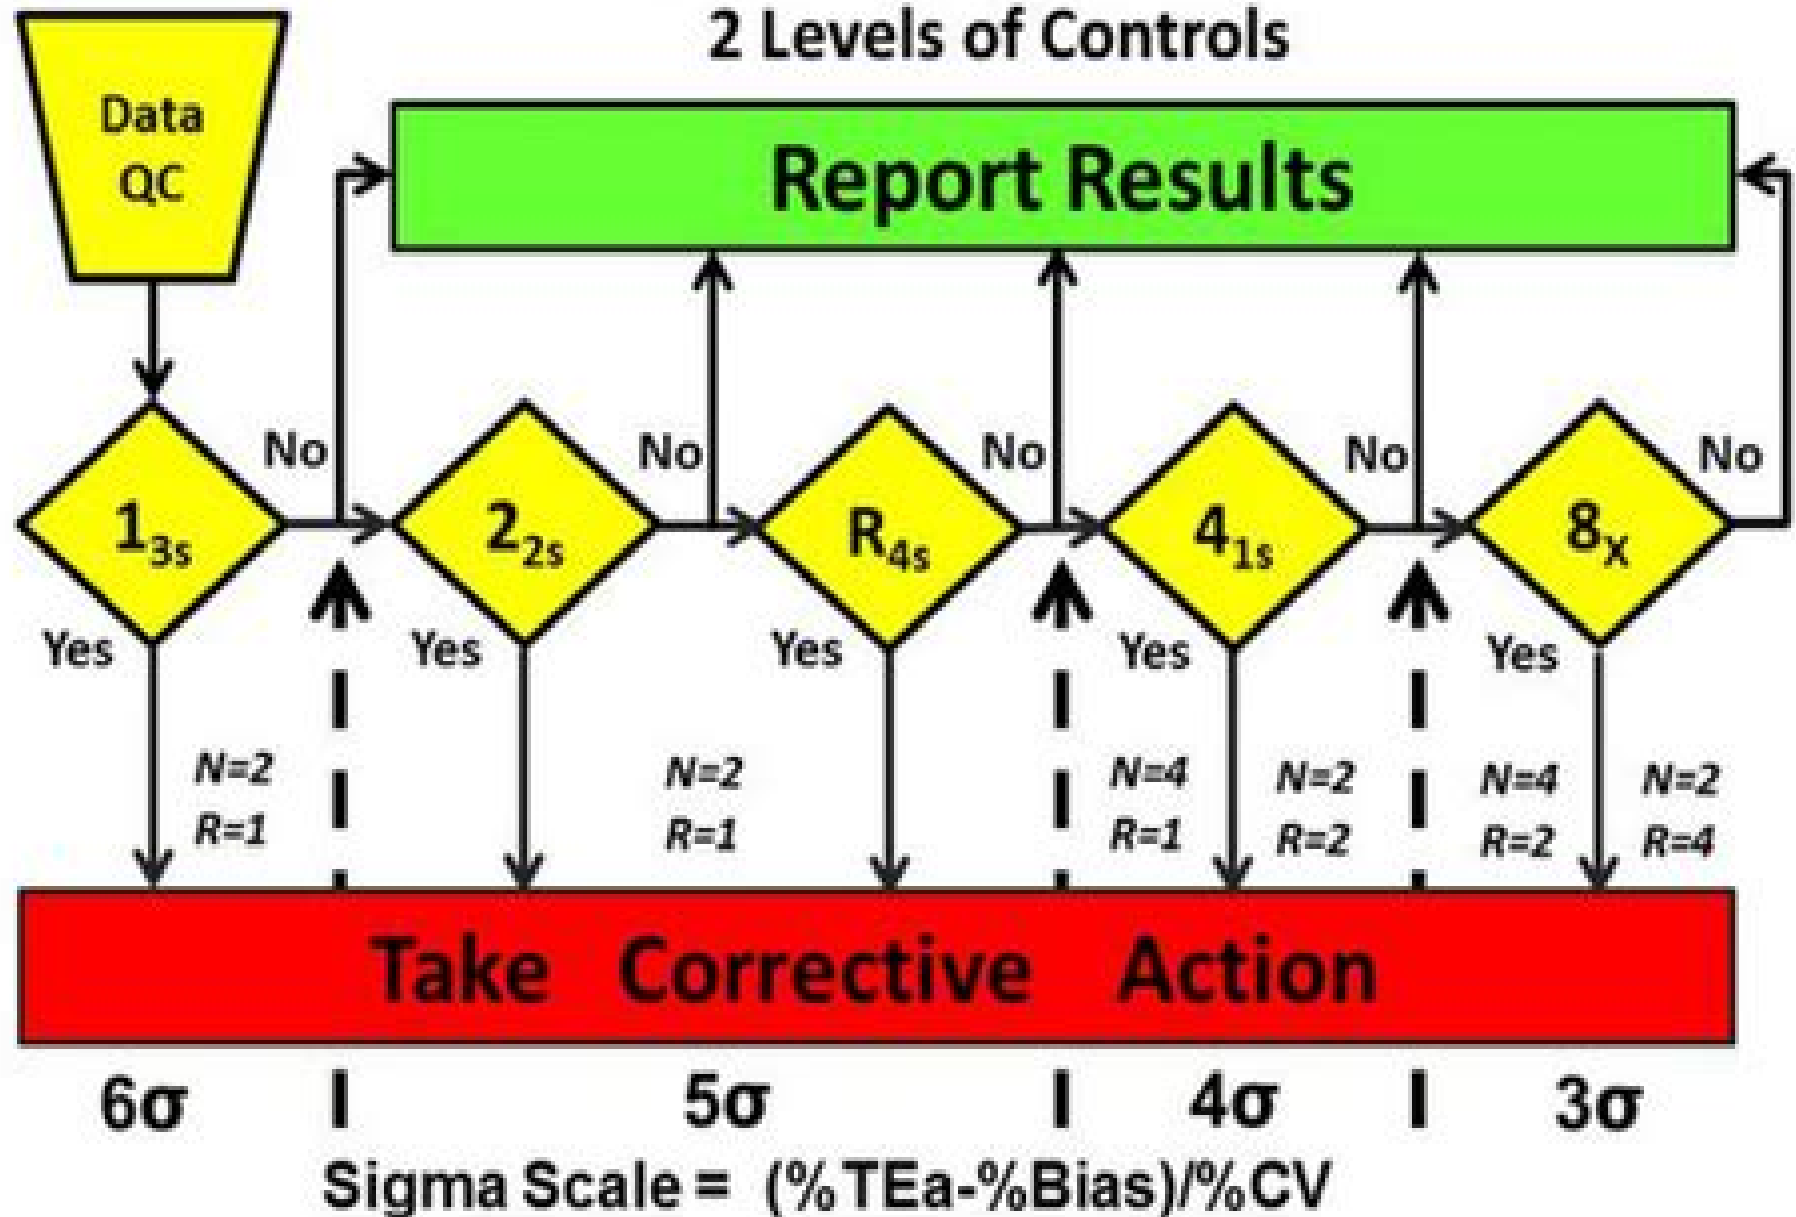 2 Levels of Controls
Data
QC
Report Results
No
No
No
No
No
1₃ₛ
2₂ₛ
R₄ₛ
4₁ₛ
8ₓ
Yes
Yes
Yes
Yes
Yes
N=2
R=1
N=2
R=1
N=4
R=1
N=2
R=2
N=4
R=2
N=2
R=4
Take Corrective Action
6σ
5σ
4σ
3σ
Sigma Scale = (%TEa-%Bias)/%CV